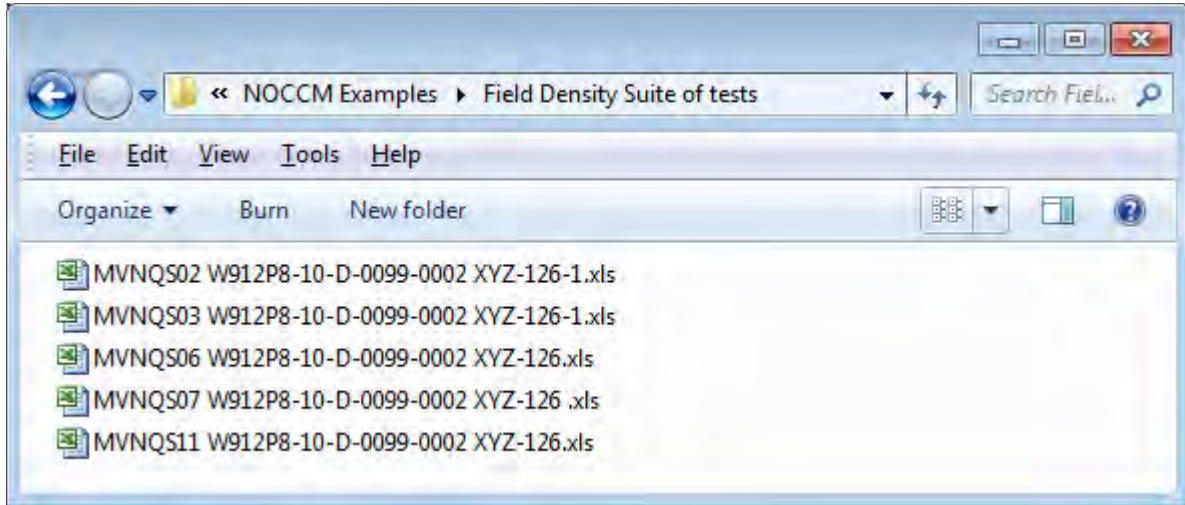 « NOCCM Examples ▸ Field Density Suite of tests Search Fiel...
File Edit View Tools Help
Organize ▼ Burn New folder
MVNQS02 W912P8-10-D-0099-0002 XYZ-126-1.xls
MVNQS03 W912P8-10-D-0099-0002 XYZ-126-1.xls
MVNQS06 W912P8-10-D-0099-0002 XYZ-126.xls
MVNQS07 W912P8-10-D-0099-0002 XYZ-126 .xls
MVNQS11 W912P8-10-D-0099-0002 XYZ-126.xls